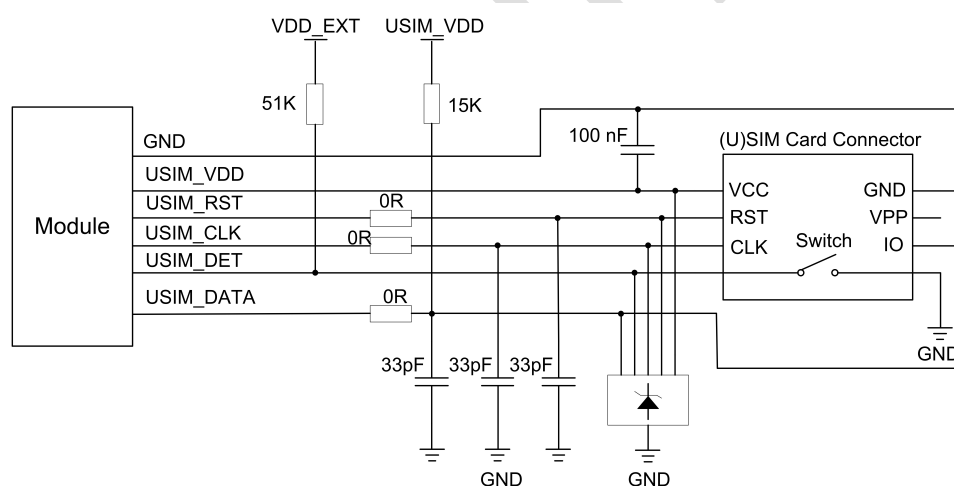 VDD_EXT
USIM_VDD
51K
15K
Module
GND
USIM_VDD
USIM_RST
USIM_CLK
USIM_DET
USIM_DATA
0R
0R
0R
100 nF
(U)SIM Card Connector
VCC
GND
RST
VPP
CLK
Switch
IO
GND
33pF
33pF
33pF
GND
GND